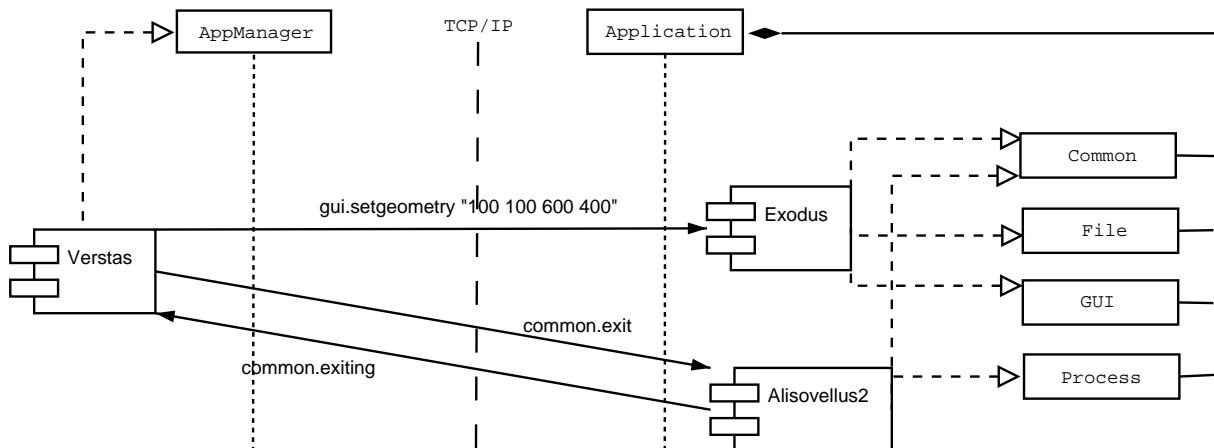 AppManager
TCP/IP
Application
Common
gui.setgeometry "100 100 600 400"
Exodus
File
Verstas
GUI
common.exit
common.exiting
Process
Alisovellus2